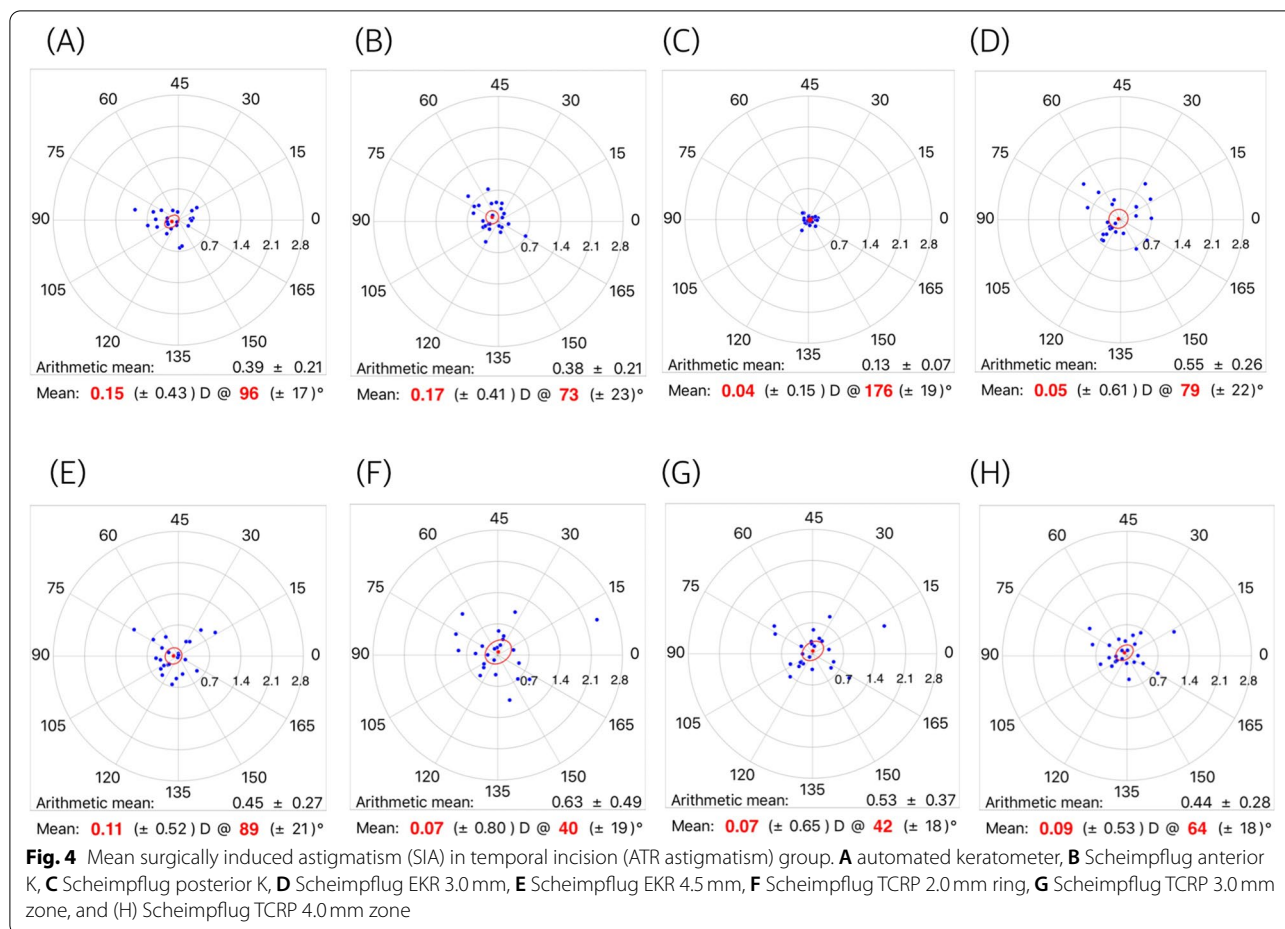 (A) (B) (C) (D)
45 45 45 45
60 30 60 30 60 30 60 30
75 15 75 15 75 15 75 15
90 0 90 0 90 0 90 0
0.7 1.4 2.1 2.8 0.7 1.4 2.1 2.8 0.7 1.4 2.1 2.8 0.7 1.4 2.1 2.8
105 165 105 165 105 165 105 165
120 150 120 150 120 150 120 150
135 135 135 135
Arithmetic mean: 0.39 ± 0.21 Arithmetic mean: 0.38 ± 0.21 Arithmetic mean: 0.13 ± 0.07 Arithmetic mean: 0.55 ± 0.26
Mean: 0.15 (± 0.43) D @ 96 (± 17)° Mean: 0.17 (± 0.41) D @ 73 (± 23)° Mean: 0.04 (± 0.15) D @ 176 (± 19)° Mean: 0.05 (± 0.61) D @ 79 (± 22)°
(E) (F) (G) (H)
45 45 45 45
60 30 60 30 60 30 60 30
75 15 75 15 75 15 75 15
90 0 90 0 90 0 90 0
0.7 1.4 2.1 2.8 0.7 1.4 2.1 2.8 0.7 1.4 2.1 2.8 0.7 1.4 2.1 2.8
105 165 105 165 105 165 105 165
120 150 120 150 120 150 120 150
135 135 135 135
Arithmetic mean: 0.45 ± 0.27 Arithmetic mean: 0.63 ± 0.49 Arithmetic mean: 0.53 ± 0.37 Arithmetic mean: 0.44 ± 0.28
Mean: 0.11 (± 0.52) D @ 89 (± 21)° Mean: 0.07 (± 0.80) D @ 40 (± 19)° Mean: 0.07 (± 0.65) D @ 42 (± 18)° Mean: 0.09 (± 0.53) D @ 64 (± 18)°
Fig. 4 Mean surgically induced astigmatism (SIA) in temporal incision (ATR astigmatism) group. A automated keratometer, B Scheimpflug anterior
K, C Scheimpflug posterior K, D Scheimpflug EKR 3.0 mm, E Scheimpflug EKR 4.5 mm, F Scheimpflug TCRP 2.0 mm ring, G Scheimpflug TCRP 3.0 mm
zone, and (H) Scheimpflug TCRP 4.0 mm zone